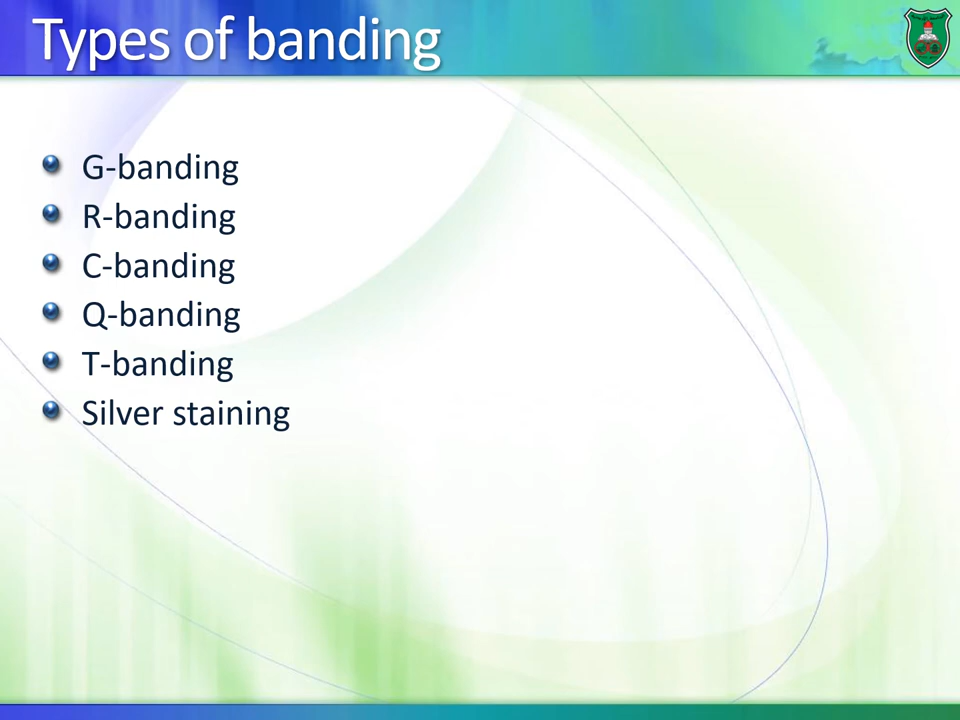 Types of banding
G-banding
R-banding
C-banding
Q-banding
T-banding
Silver staining